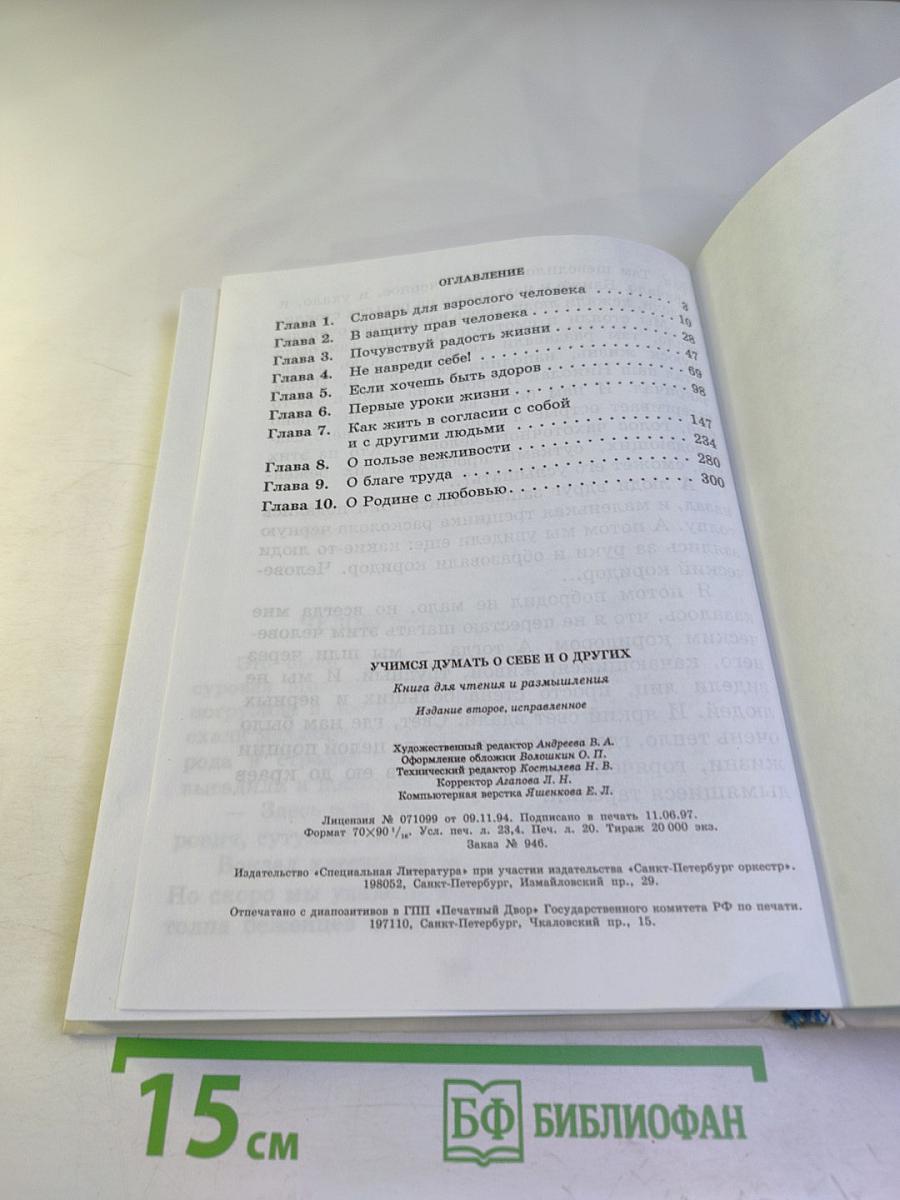 ОГЛАВЛЕНИЕ
Глава 1. Словарь для взрослого человека . . . . . . . . 3
Глава 2. В защиту прав человека . . . . . . . . . . . . . 10
Глава 3. Почувствуй радость жизни . . . . . . . . . . . 28
Глава 4. Не навреди себе! . . . . . . . . . . . . . . . . . 47
Глава 5. Если хочешь быть здоров . . . . . . . . . . . 69
Глава 6. Первые уроки жизни . . . . . . . . . . . . . . 98
Глава 7. Как жить в согласии с собой
и с другими людьми . . . . . . . . . . . . . . 147
Глава 8. О пользе вежливости . . . . . . . . . . . . . . 234
Глава 9. О благе труда . . . . . . . . . . . . . . . . . . 280
Глава 10. О Родине с любовью. . . . . . . . . . . . . . . 300
УЧИМСЯ ДУМАТЬ О СЕБЕ И О ДРУГИХ
Книга для чтения и размышления
Издание второе, исправленное
Художественный редактор Андреева В. А.
Оформление обложки Волошкин О. П.
Технический редактор Костылева Н. В.
Корректор Агапова Л. Н.
Компьютерная верстка Яшенкова Е. Л.
Лицензия № 071099 от 09.11.94. Подписано в печать 11.06.97.
Формат 70×90 1/16. Усл. печ. л. 23,4. Печ. л. 20. Тираж 20 000 экз.
Заказ № 946.
Издательство «Специальная Литература» при участии издательства «Санкт-Петербург оркестр».
198052, Санкт-Петербург, Измайловский пр., 29.
Отпечатано с диапозитивов в ГПП «Печатный Двор» Государственного комитета РФ по печати.
197110, Санкт-Петербург, Чкаловский пр., 15.
15 см
БФ БИБЛИОФАН